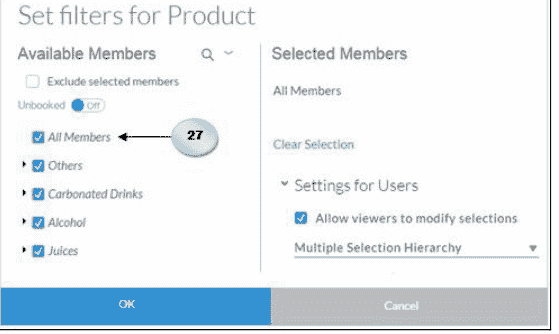 Set filters for Product
Available Members
Exclude selected members
Unbooked Off
All Members
27
Others
Carbonated Drinks
Alcohol
Juices
Selected Members
All Members
Clear Selection
Settings for Users
Allow viewers to modify selections
Multiple Selection Hierarchy
OK
Cancel